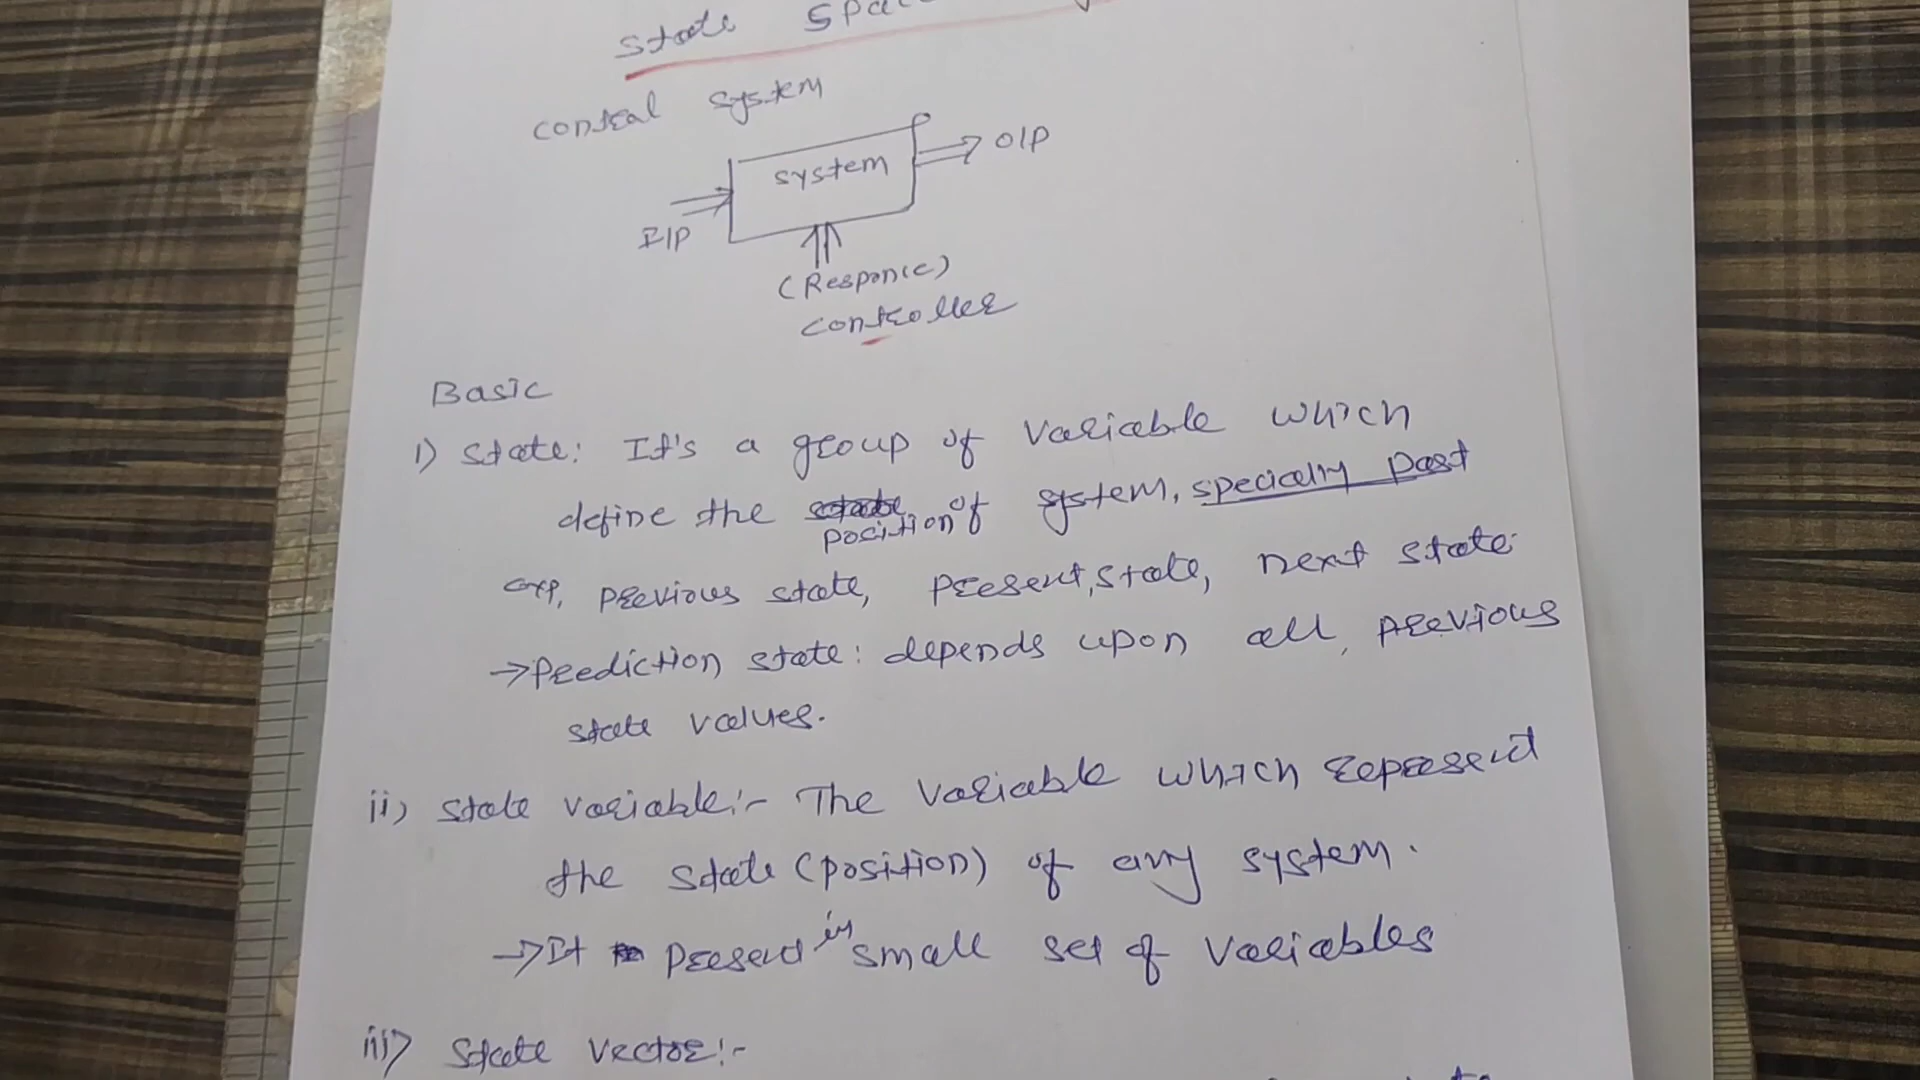 State Spa
Control System
System
O/P
I/P
(Responce)
Controller
Basic
i) State: It's a group of Variable which
define the state position of system, specially past
exp, previous state, present, state, next state.
→ Prediction state: depends upon all, previous
state values.
ii) State variable:- The Variable which represent
the state (position) of any system.
→ It present in small set of Variables
iii) State Vector:-